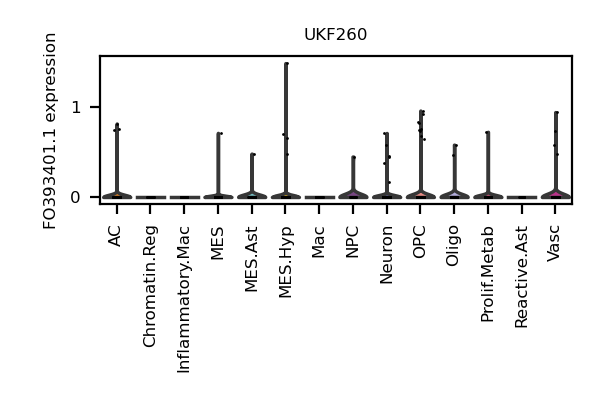 UKF260
FO393401.1 expression
1
0
AC
Chromatin.Reg
Inflammatory.Mac
MES
MES.Ast
MES.Hyp
Mac
NPC
Neuron
OPC
Oligo
Prolif.Metab
Reactive.Ast
Vasc